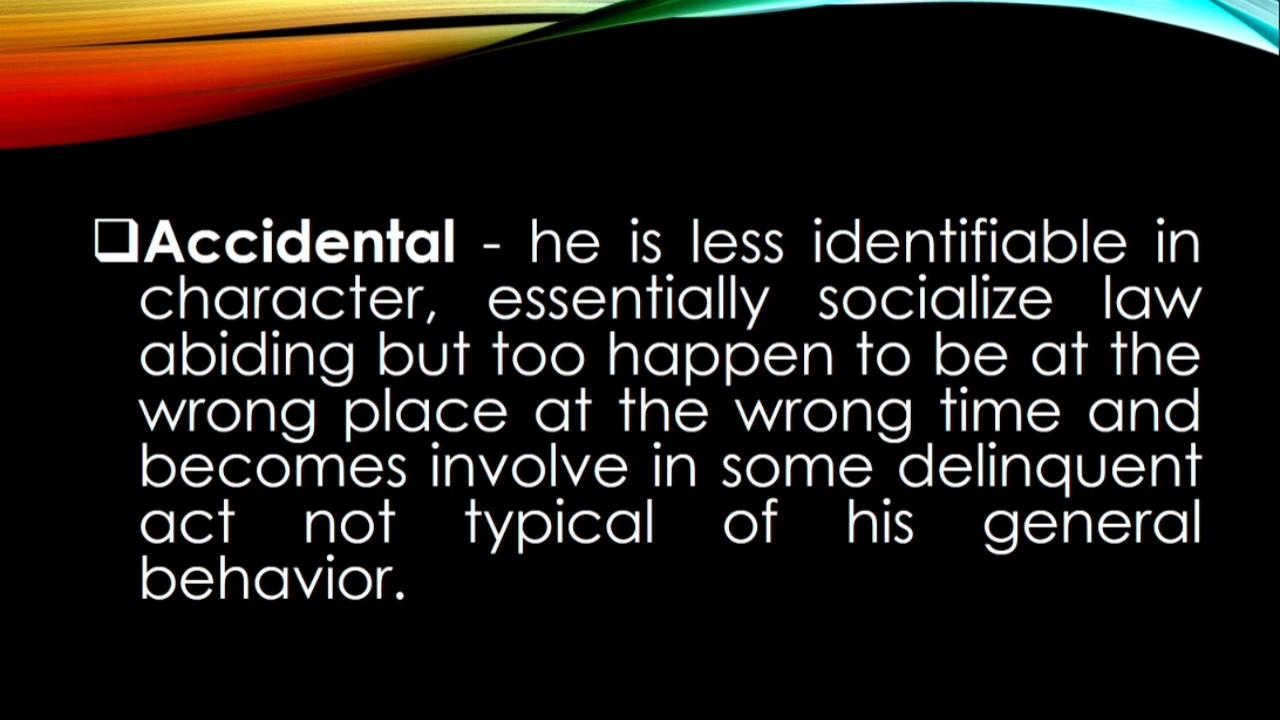 ❑Accidental - he is less identifiable in
character, essentially socialize law
abiding but too happen to be at the
wrong place at the wrong time and
becomes involve in some delinquent
act not typical of his general
behavior.